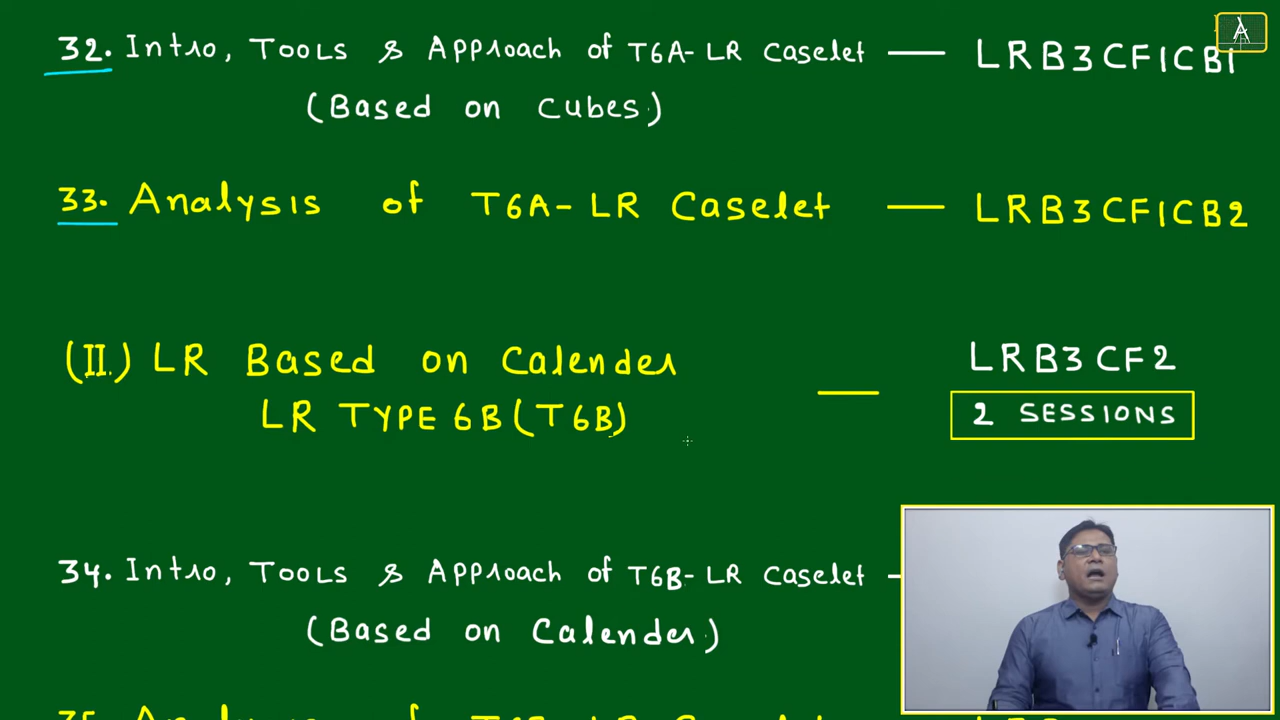 32. Intro, Tools & Approach of T6A-LR Caselet — LRB3CF1CB1
(Based on Cubes)
33. Analysis of T6A-LR Caselet — LRB3CF1CB2
(II.) LR Based on Calender
LR TYPE 6B (T6B) — LRB3CF2
2 SESSIONS
34. Intro, Tools & Approach of T6B-LR Caselet —
(Based on Calender)